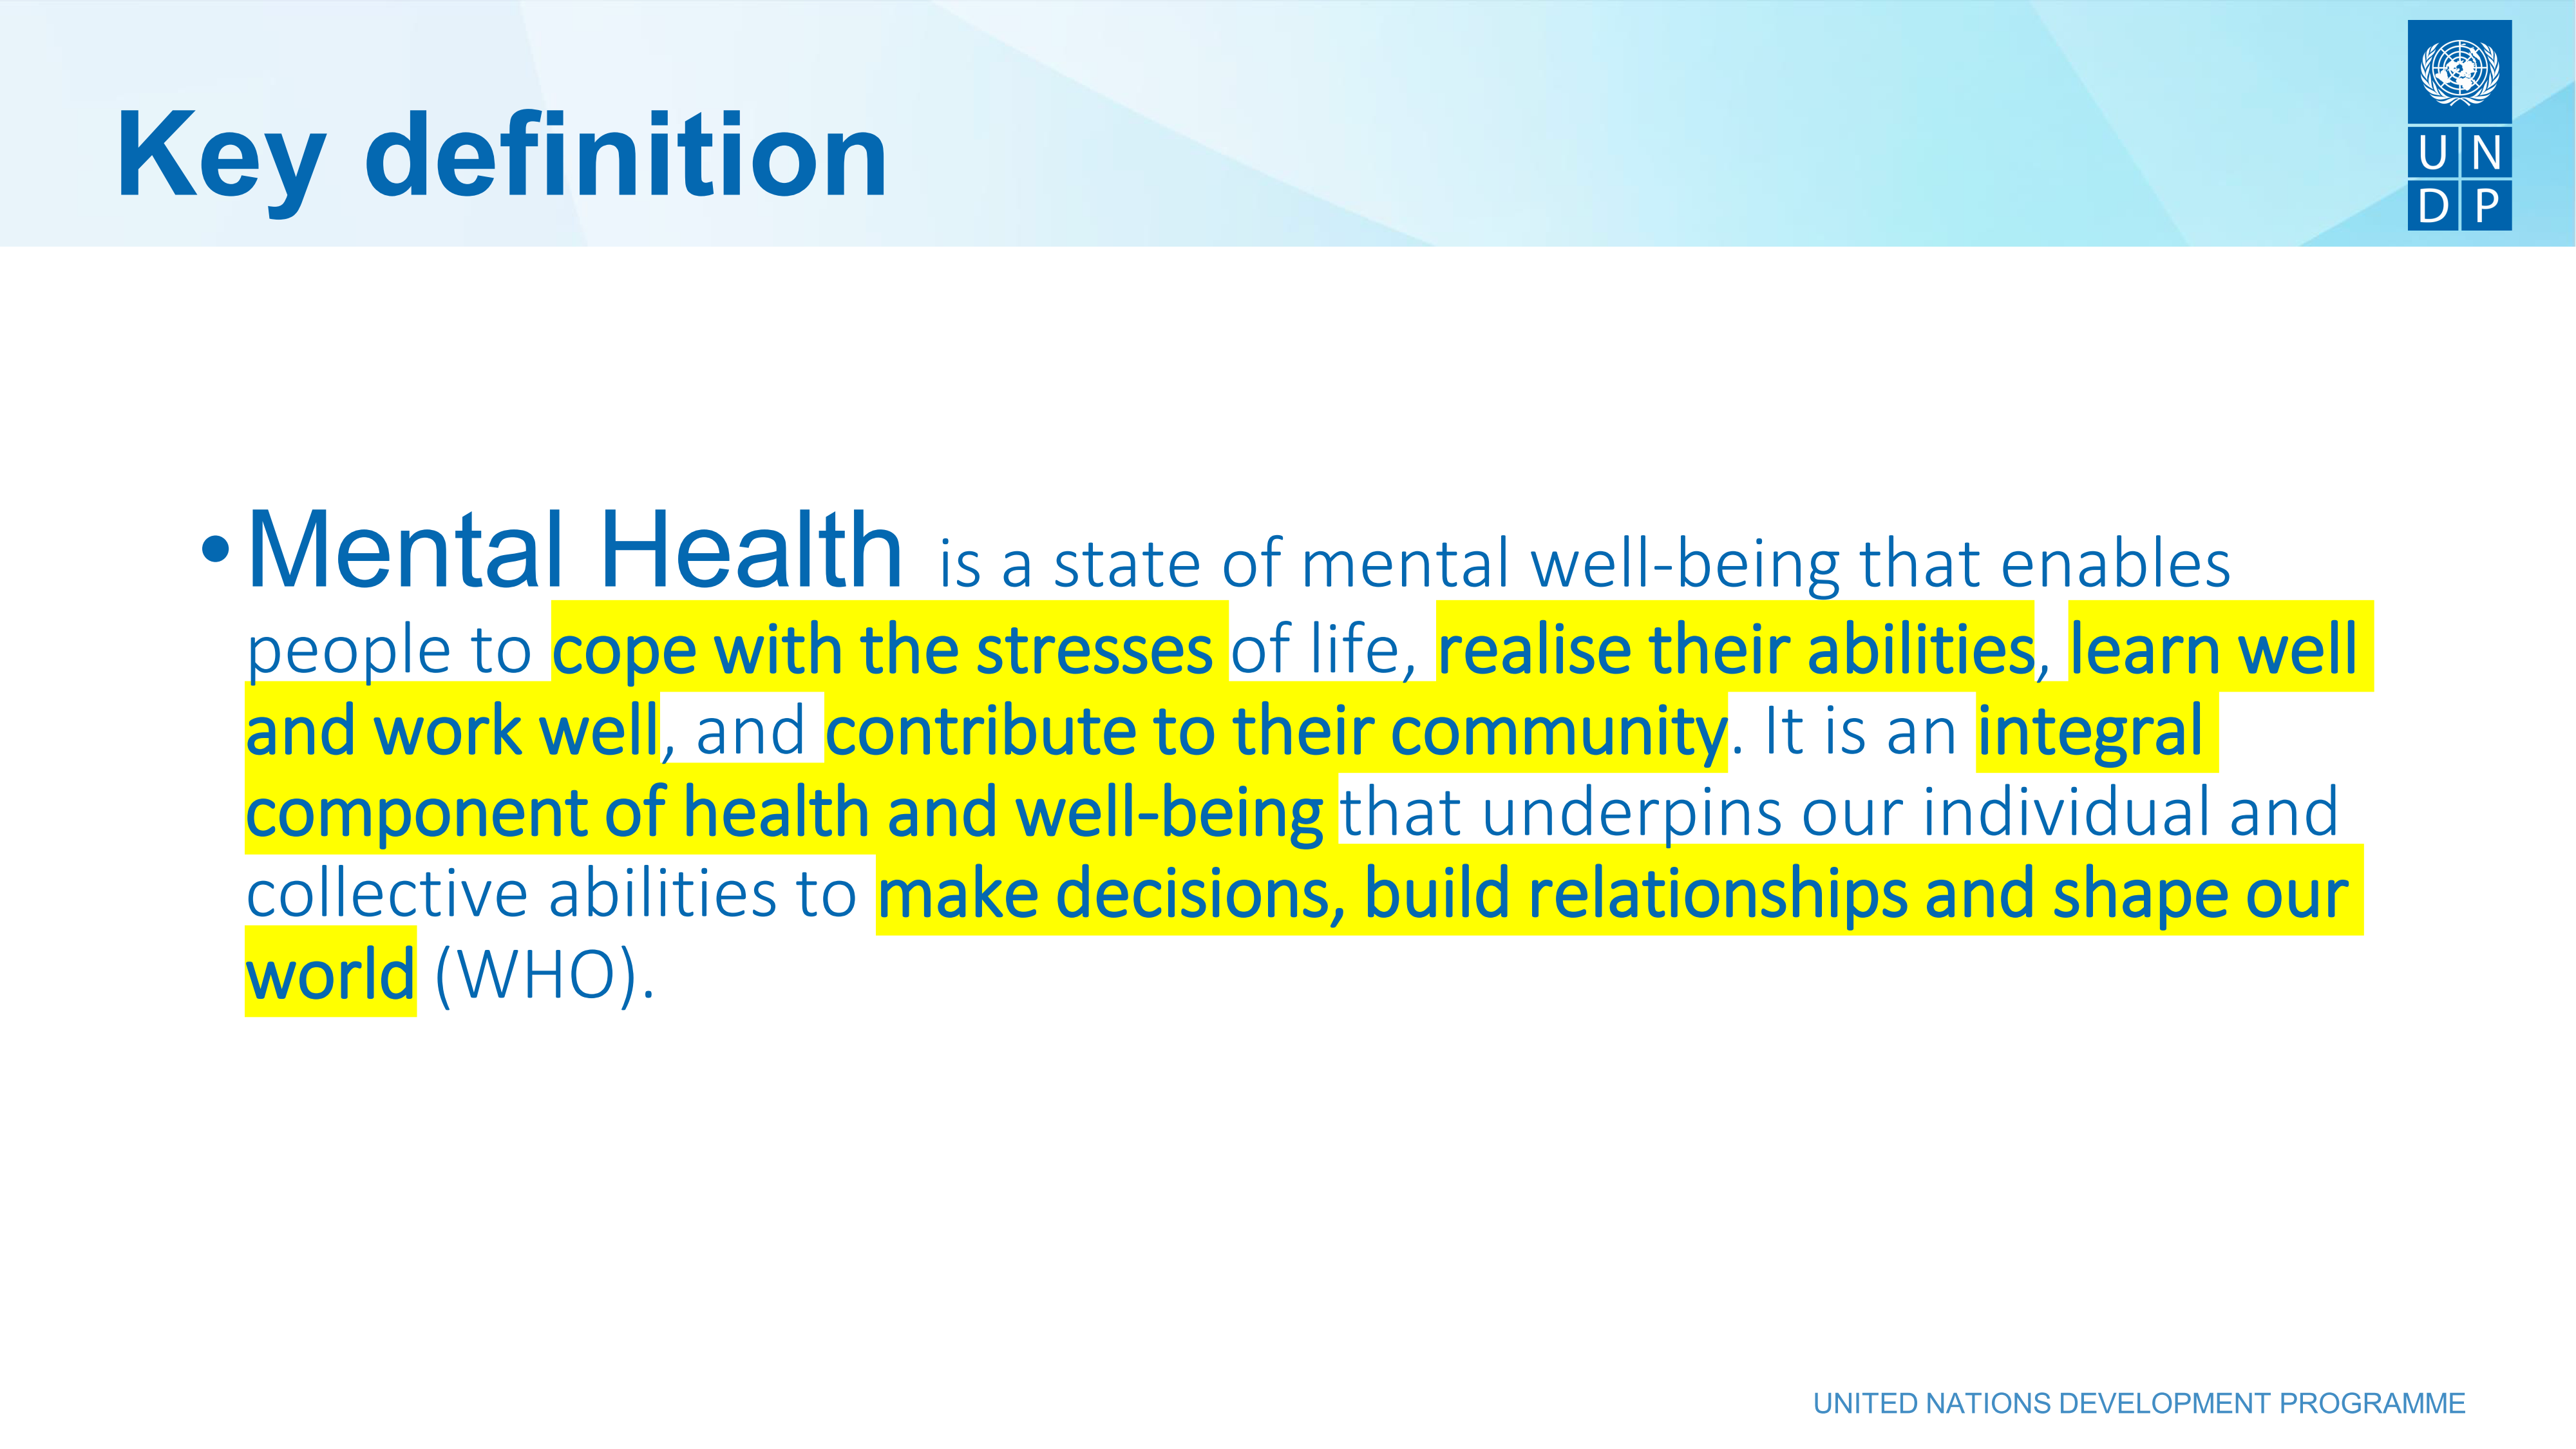 Key definition
U N
D P
•Mental Health is a state of mental well-being that enables
people to cope with the stresses of life, realise their abilities, learn well
and work well, and contribute to their community. It is an integral
component of health and well-being that underpins our individual and
collective abilities to make decisions, build relationships and shape our
world (WHO).
UNITED NATIONS DEVELOPMENT PROGRAMME